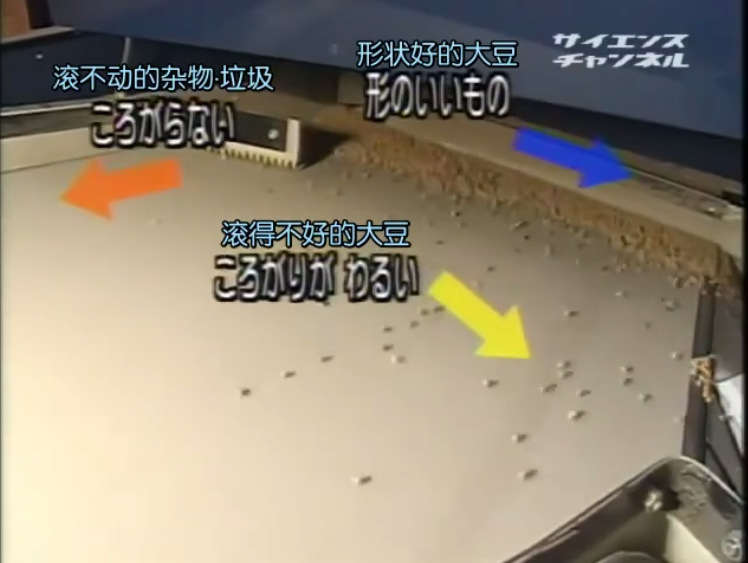 サイエンス
チャンネル
形状好的大豆
形のいいもの
滚不动的杂物·垃圾
ころがらない
滚得不好的大豆
ころがりが わるい